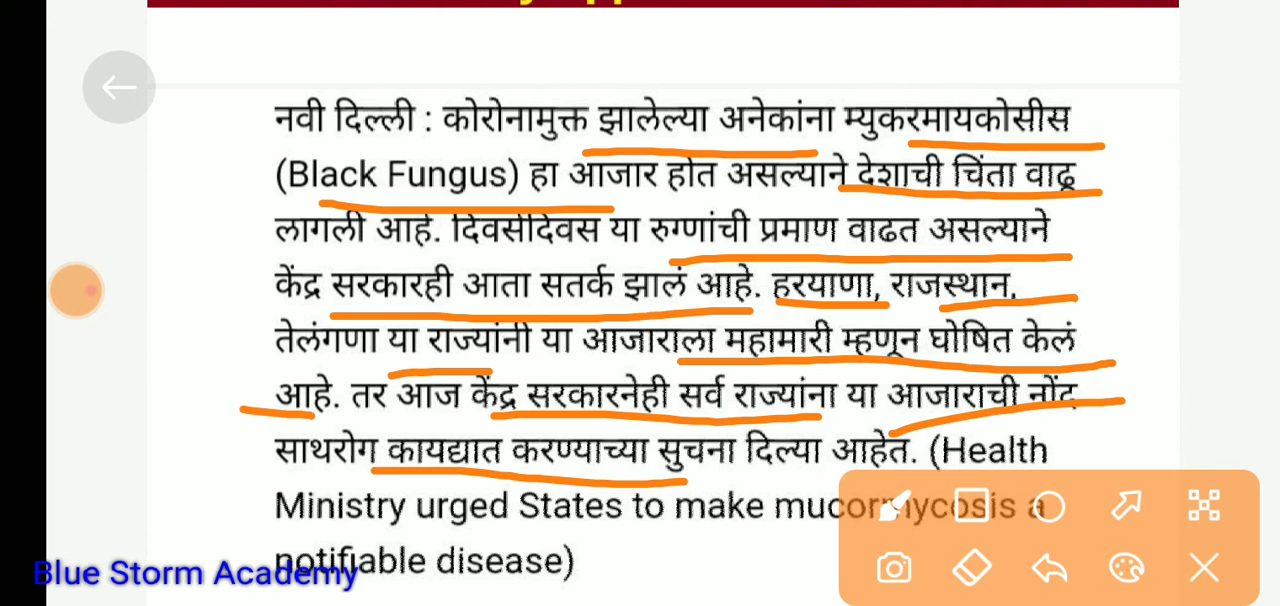 नवी दिल्ली : कोरोनामुक्त झालेल्या अनेकांना म्युकरमायकोसीस
(Black Fungus) हा आजार होत असल्याने देशाची चिंता वाढू
लागली आहे. दिवसेंदिवस या रुग्णांची प्रमाण वाढत असल्याने
केंद्र सरकारही आता सतर्क झालं आहे. हरयाणा, राजस्थान,
तेलंगणा या राज्यांनी या आजाराला महामारी म्हणून घोषित केलं
आहे. तर आज केंद्र सरकारनेही सर्व राज्यांना या आजाराची नोंद
साथरोग कायद्यात करण्याच्या सुचना दिल्या आहेत. (Health
Ministry urged States to make mucormycosis a
notifiable disease)
Blue Storm Academy